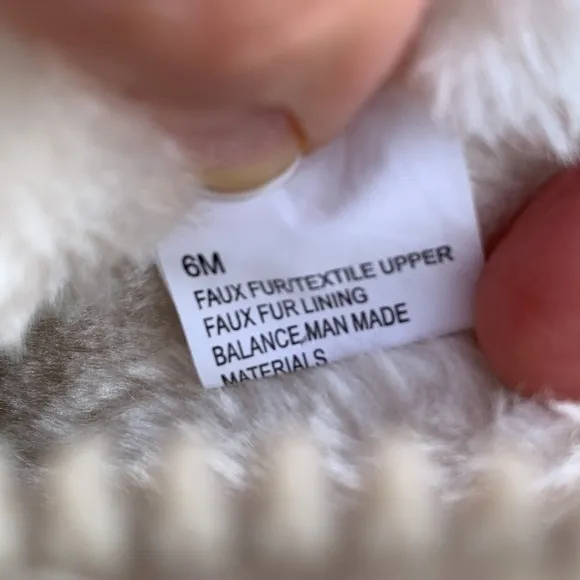 6M
FAUX FUR/TEXTILE UPPER
FAUX FUR LINING
BALANCE,MAN MADE
MATERIALS